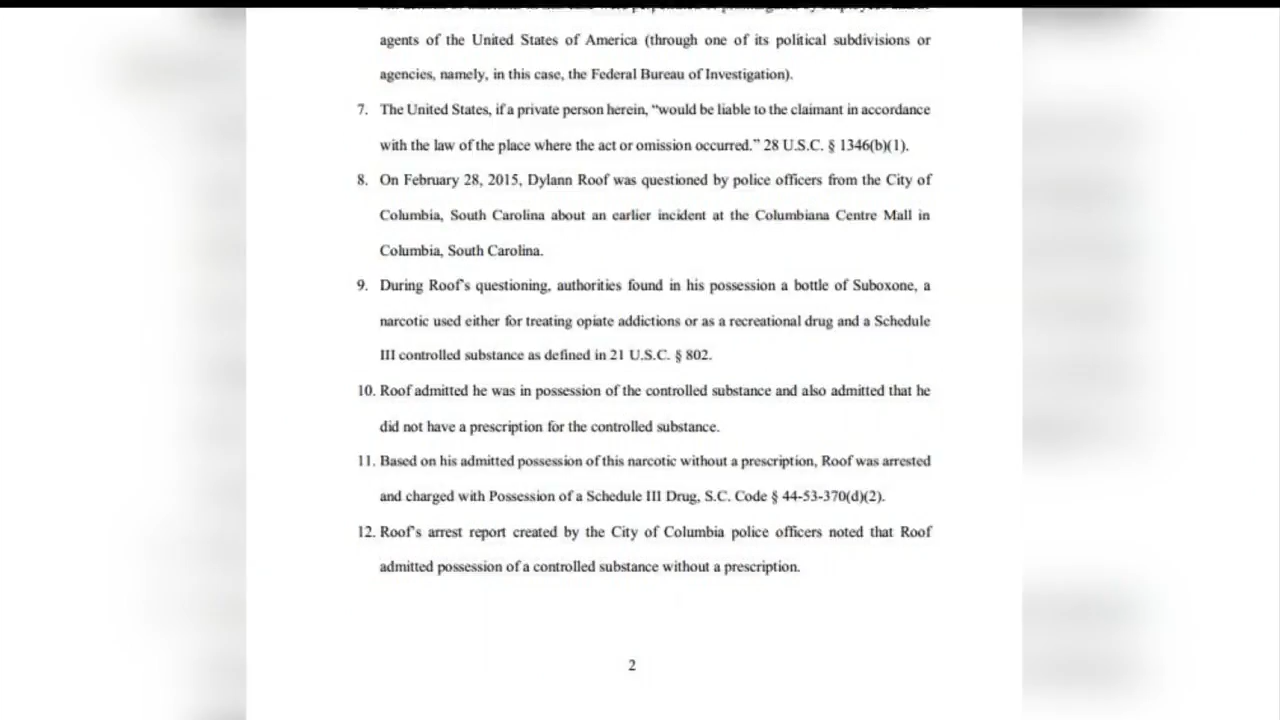 agents of the United States of America (through one of its political subdivisions or
agencies, namely, in this case, the Federal Bureau of Investigation).
7. The United States, if a private person herein, “would be liable to the claimant in accordance
with the law of the place where the act or omission occurred.” 28 U.S.C. § 1346(b)(1).
8. On February 28, 2015, Dylann Roof was questioned by police officers from the City of
Columbia, South Carolina about an earlier incident at the Columbiana Centre Mall in
Columbia, South Carolina.
9. During Roof's questioning, authorities found in his possession a bottle of Suboxone, a
narcotic used either for treating opiate addictions or as a recreational drug and a Schedule
III controlled substance as defined in 21 U.S.C. § 802.
10. Roof admitted he was in possession of the controlled substance and also admitted that he
did not have a prescription for the controlled substance.
11. Based on his admitted possession of this narcotic without a prescription, Roof was arrested
and charged with Possession of a Schedule III Drug, S.C. Code § 44-53-370(d)(2).
12. Roof's arrest report created by the City of Columbia police officers noted that Roof
admitted possession of a controlled substance without a prescription.
2